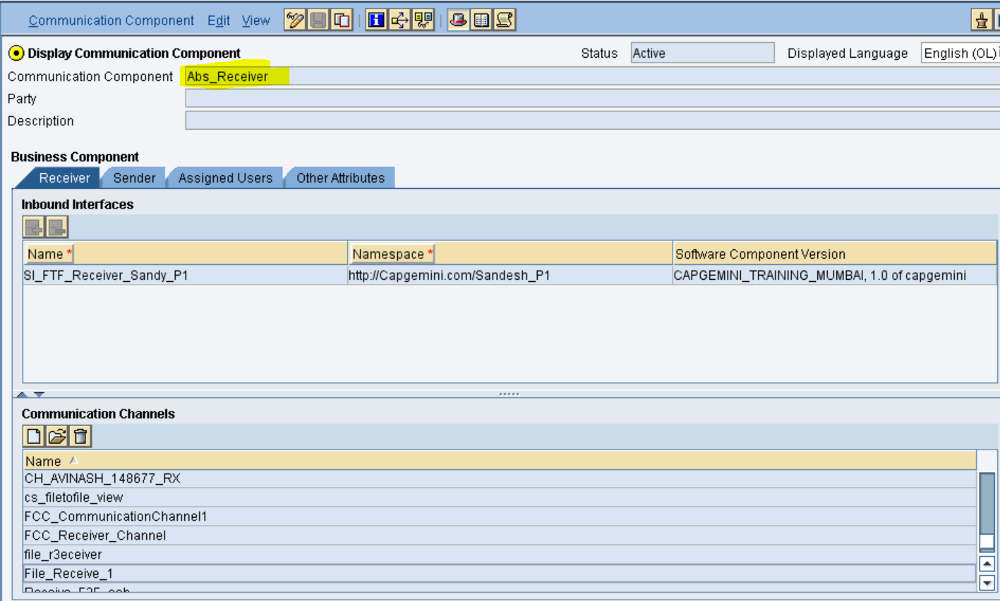 Communication Component Edit View
Display Communication Component Status Active Displayed Language English (OL)
Communication Component Abs_Receiver
Party
Description
Business Component
Receiver Sender Assigned Users Other Attributes
Inbound Interfaces
Name * Namespace * Software Component Version
SI_FTF_Receiver_Sandy_P1 http://Capgemini.com/Sandesh_P1 CAPGEMINI_TRAINING_MUMBAI, 1.0 of capgemini
Communication Channels
Name
CH_AVINASH_148677_RX
cs_filetofile_view
FCC_CommunicationChannel1
FCC_Receiver_Channel
file_r3eceiver
File_Receive_1